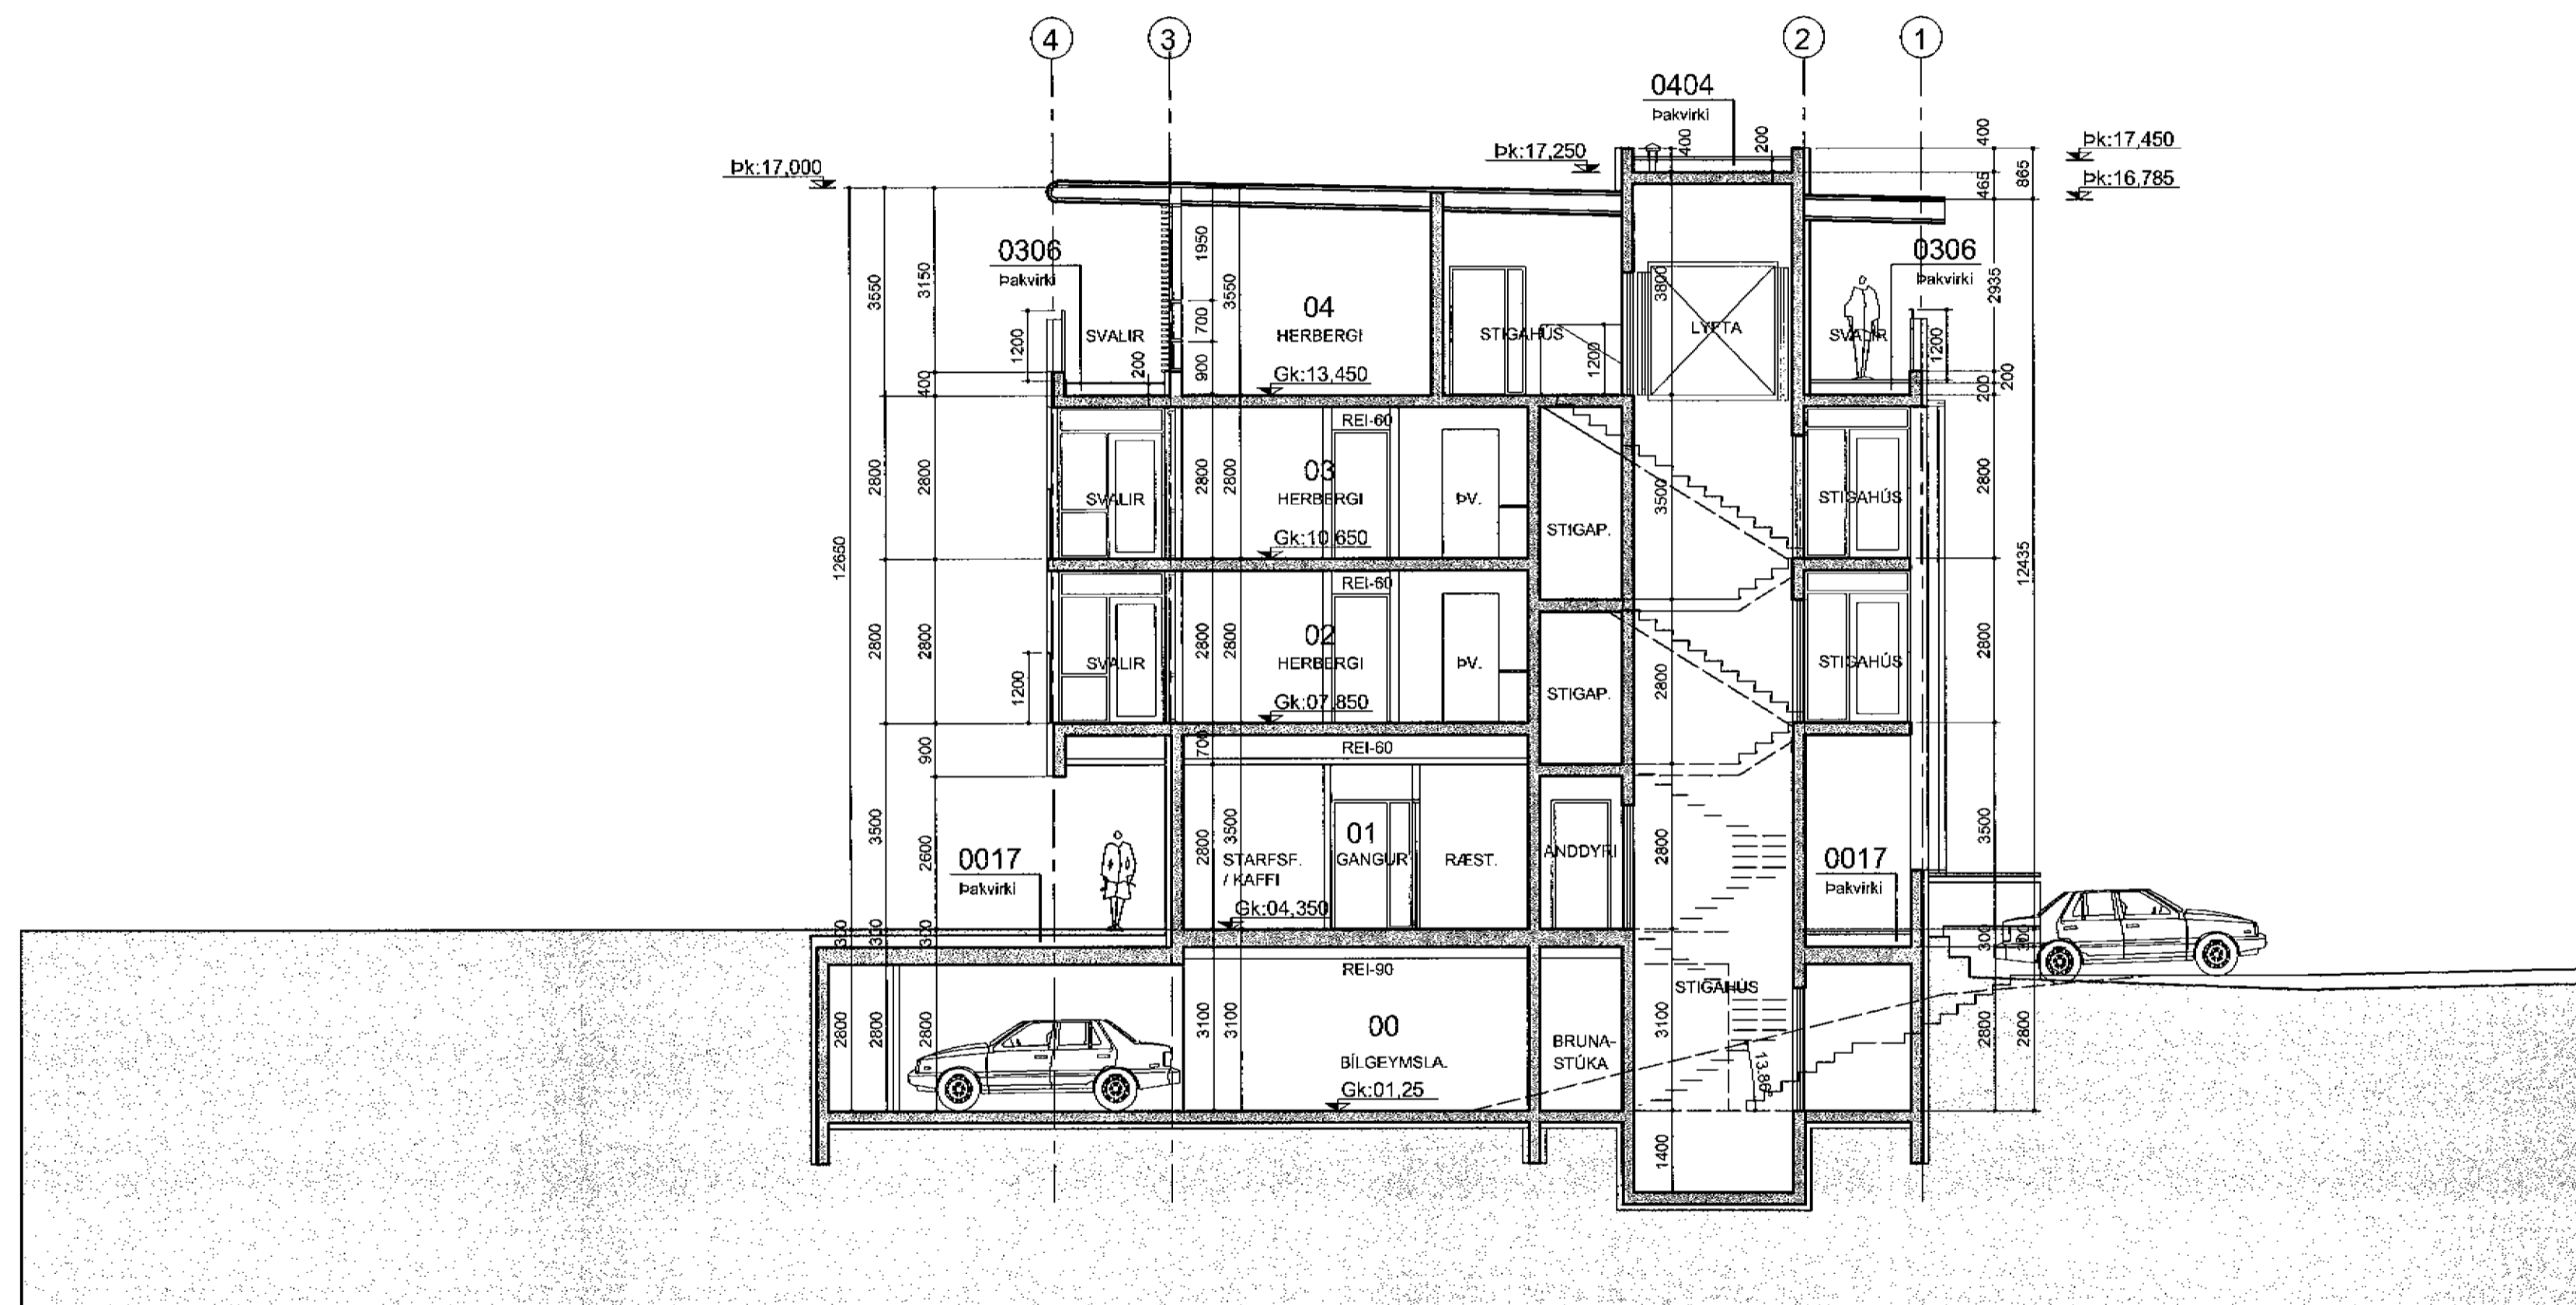 4
3
2
1
0404
Þakvirki
400
200
400
Þk:17,450
Þk:17,250
Þk:17,000
865
465
Þk:16,785
0306
Þakvirki
0306
Þakvirki
3550
3150
1950
3550
700
900
04
HERBERGI
Gk:13,450
SVALIR
200
1200
400
STIGAHÚS
1200
3800
LYFTA
SVALIR
1200
2935
200
200
REI-60
2800
2800
SVALIR
2800
2800
03
HERBERGI
Gk:10,650
ÞV.
STIGAP.
3500
STIGAHÚS
2800
12650
12435
REI-60
2800
2800
1200
SVALIR
2800
2800
02
HERBERGI
Gk:07,850
ÞV.
STIGAP.
2800
STIGAHÚS
2800
900
700
REI-60
3500
2600
0017
Þakvirki
2800
3500
STARFSF.
/ KAFFI
01
GANGUR
RÆST.
ANDDYRI
2800
0017
Þakvirki
3500
Gk:04,350
300
300
300
300
300
REI-90
STIGAHÚS
2800
2800
2800
3100
3100
00
BÍLGEYMSLA.
Gk:01,25
BRUNA-
STÚKA
3100
13.86°
2800
2800
1400